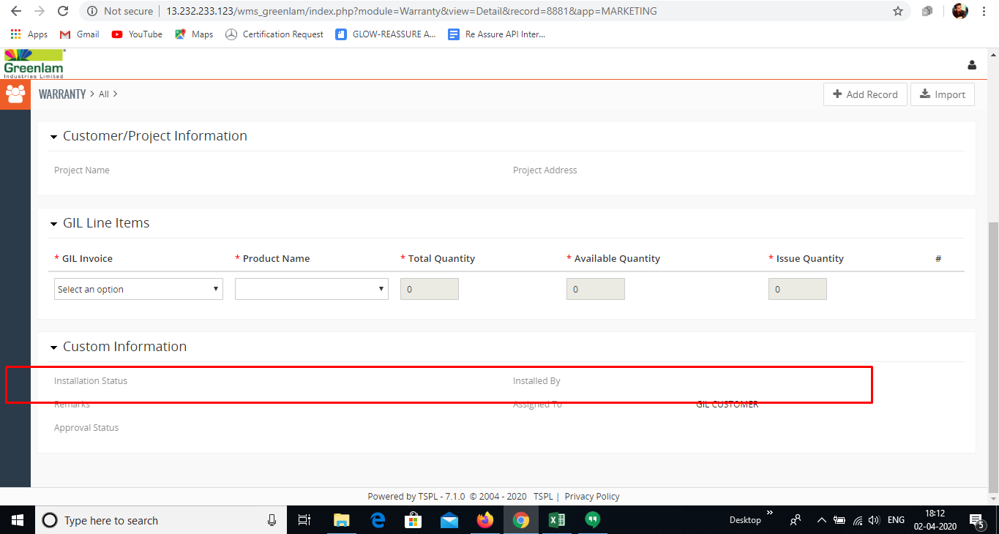 Not secure | 13.232.233.123/wms_greenlam/index.php?module=Warranty&view=Detail&record=8881&app=MARKETING
Apps Gmail YouTube Maps Certification Request GLOW-REASSURE A... Re Assure API Inter...
Greenlam
Industries Limited
WARRANTY > All > Add Record Import
Customer/Project Information
Project Name Project Address
GIL Line Items
* GIL Invoice * Product Name * Total Quantity * Available Quantity * Issue Quantity #
Select an option 0 0 0
Custom Information
Installation Status Installed By
Remarks Assigned To GIL CUSTOMER
Approval Status
Powered by TSPL - 7.1.0 © 2004 - 2020 TSPL | Privacy Policy
Type here to search Desktop » ENG 18:12
02-04-2020 5